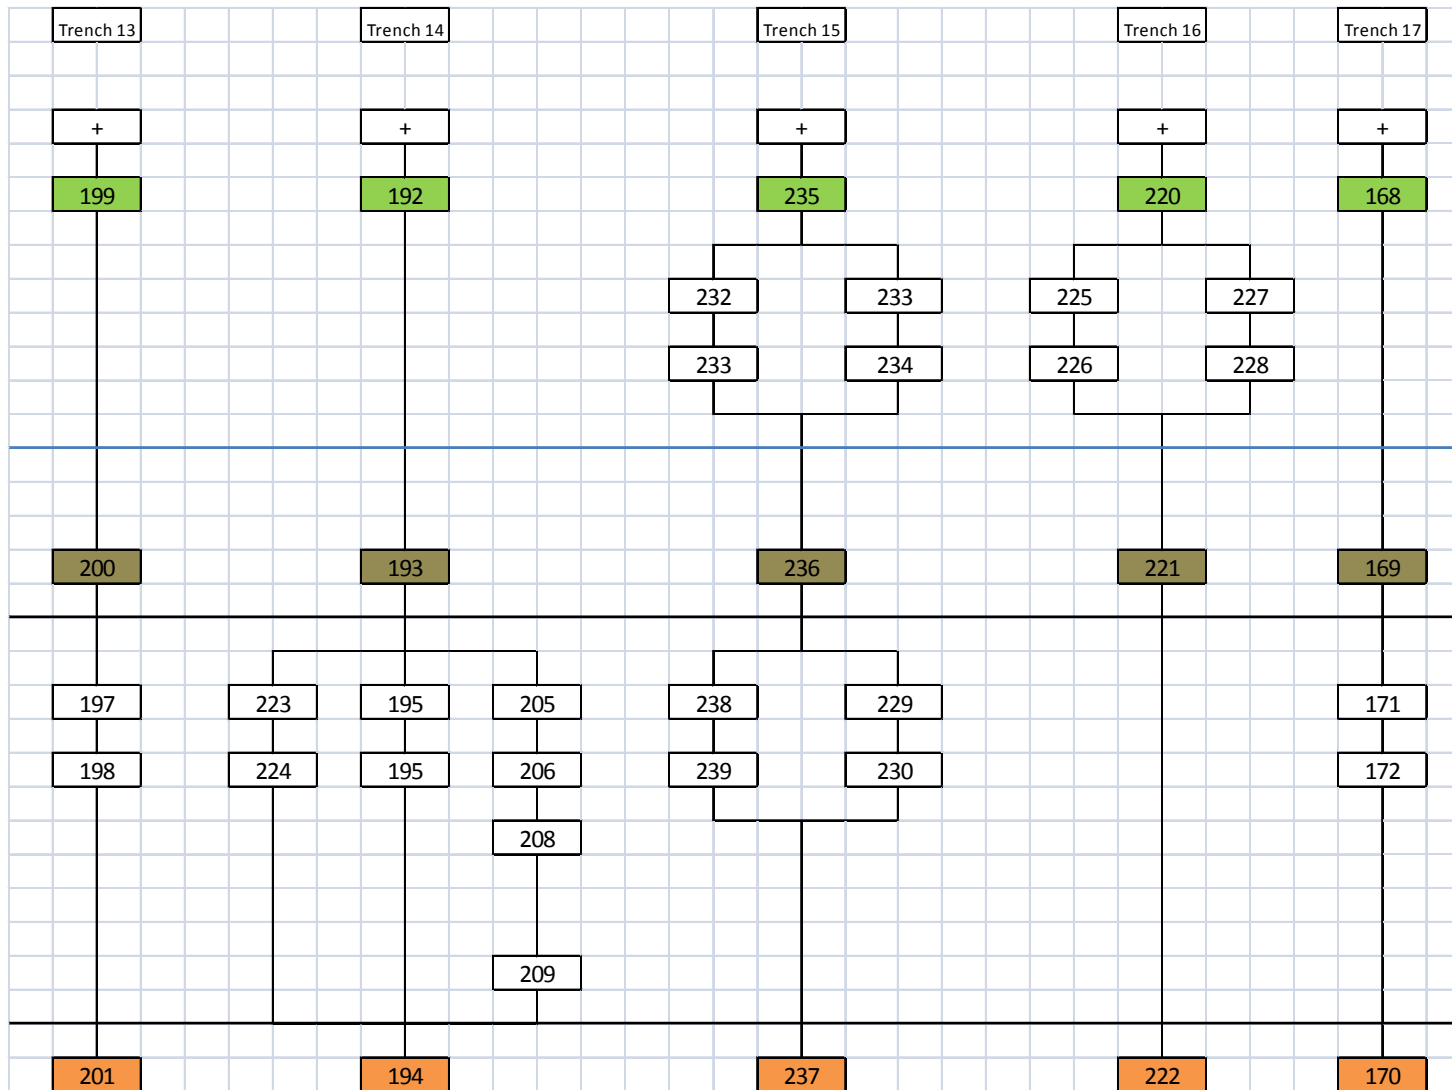 Trench 13 Trench 14 Trench 15 Trench 16 Trench 17
+ + + + +
199 192 235 220 168
232 233 225 227
233 234 226 228
200 193 236 221 169
197 223 195 205 238 229 171
198 224 195 206 239 230 172
208
209
201 194 237 222 170